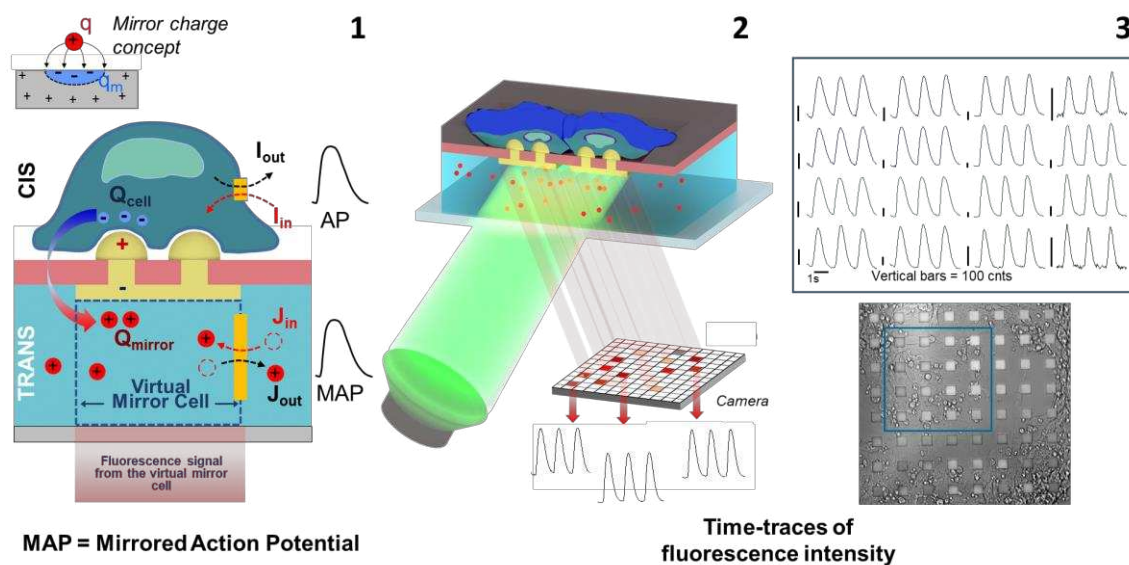 q
Mirror charge
concept
qm
1
CIS
Qcell
Iout
Iin
AP
TRANS
Qmirror
Jin
Jout
Virtual
Mirror Cell
MAP
Fluorescence signal
from the virtual mirror
cell
MAP = Mirrored Action Potential
2
Camera
3
1s
Vertical bars = 100 cnts
Time-traces of
fluorescence intensity